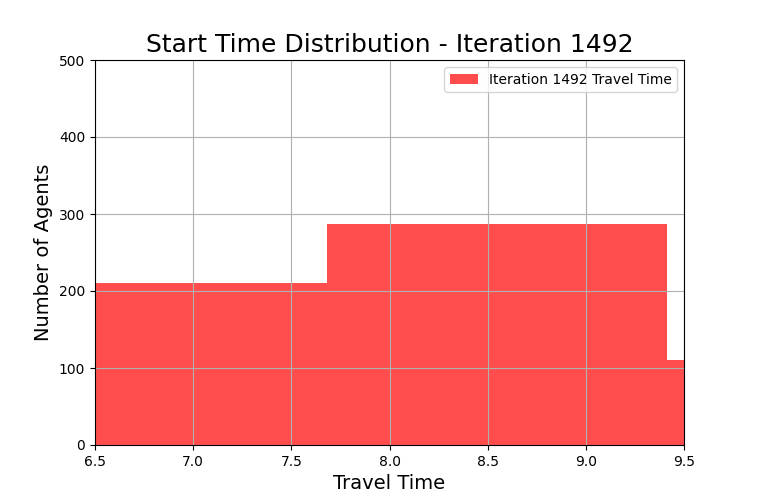 Start Time Distribution - Iteration 1492
500
400
300
200
100
0
Number of Agents
Iteration 1492 Travel Time
6.5 7.0 7.5 8.0 8.5 9.0 9.5
Travel Time